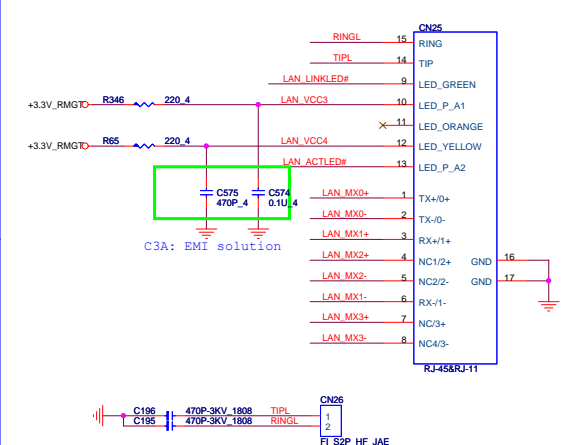 CN25
RINGL 15 RING
TIPL 14 TIP
LAN_LINKLED# 9 LED_GREEN
+3.3V_RMGT R346 220_4 LAN_VCC3 10 LED_P_A1
11 LED_ORANGE
+3.3V_RMGT R65 220_4 LAN_VCC4 12 LED_YELLOW
LAN_ACTLED# 13 LED_P_A2
C575 C574
470P_4 0.1U_4
C3A: EMI solution
LAN_MX0+ 1 TX+/0+
LAN_MX0- 2 TX-/0-
LAN_MX1+ 3 RX+/1+
LAN_MX2+ 4 NC1/2+ GND 16
LAN_MX2- 5 NC2/2- GND 17
LAN_MX1- 6 RX-/1-
LAN_MX3+ 7 NC/3+
LAN_MX3- 8 NC4/3-
RJ-45&RJ-11
CN26
C196 470P-3KV_1808 TIPL 1
C195 470P-3KV_1808 RINGL 2
FI_S2P_HF_JAE